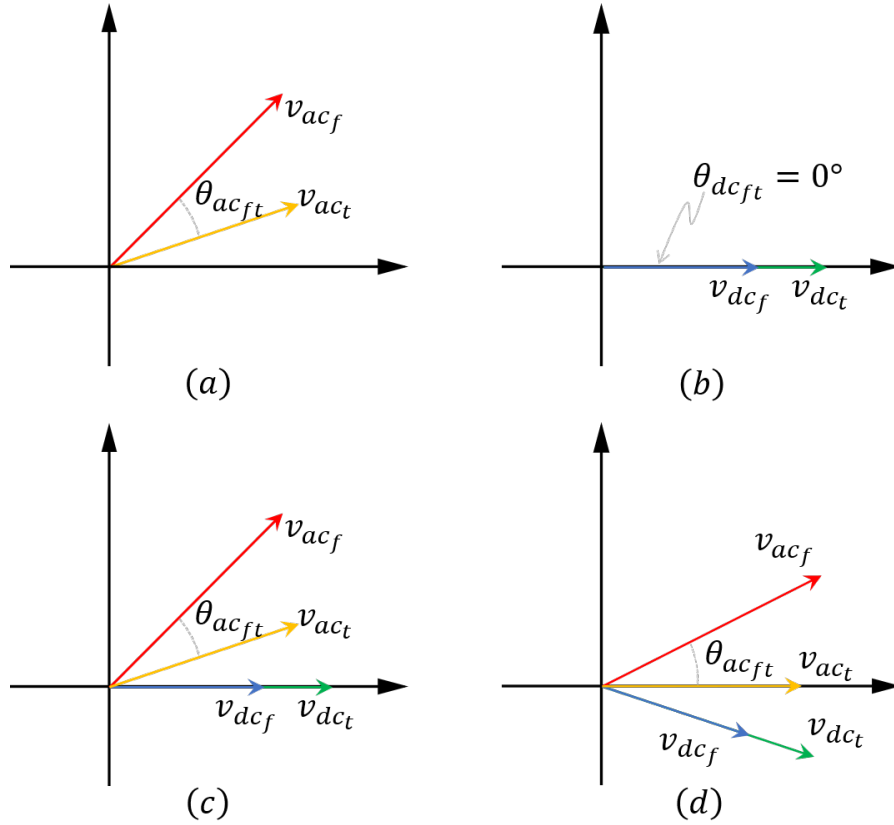 v_{ac_f}
θ_{ac_{ft}}
v_{ac_t}
(a)
θ_{dc_{ft}} = 0°
v_{dc_f} v_{dc_t}
(b)
v_{ac_f}
θ_{ac_{ft}}
v_{ac_t}
v_{dc_f} v_{dc_t}
(c)
v_{ac_f}
θ_{ac_{ft}}
v_{ac_t}
v_{dc_f}
v_{dc_t}
(d)